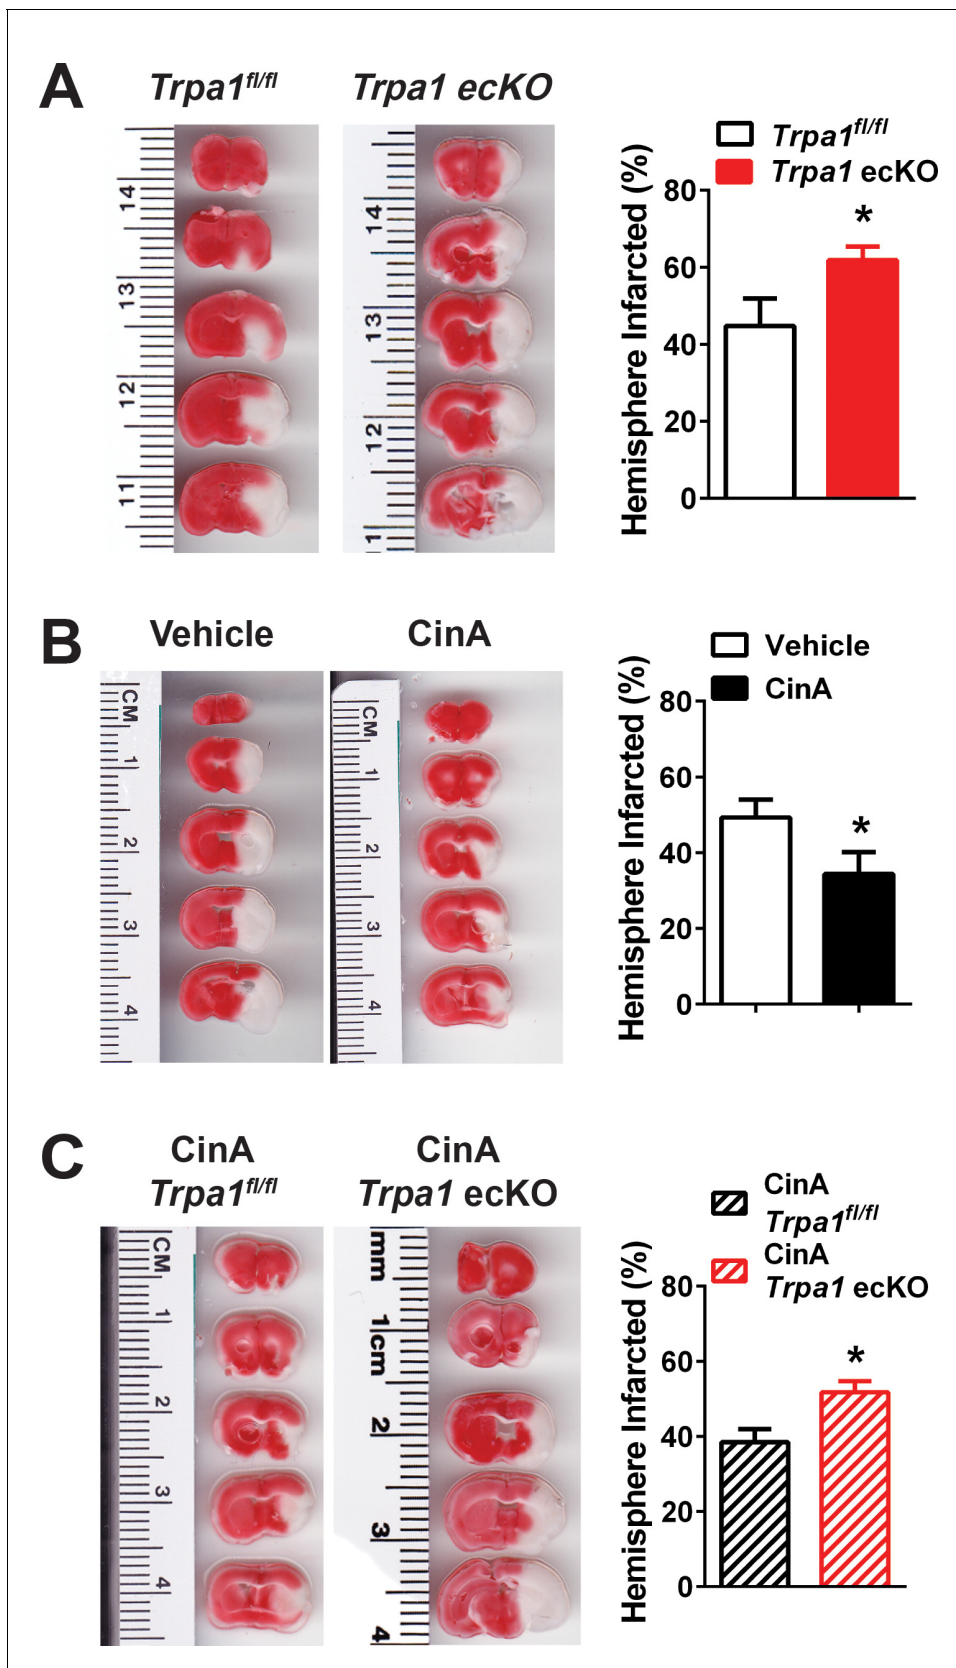 A
Trpa1fl/fl
Trpa1 ecKO
14
13
12
11
14
13
12
11
Trpa1fl/fl
Trpa1 ecKO
Hemisphere Infarcted (%)
80
60
40
20
0
*
B
Vehicle
CinA
CM
1
2
3
4
CM
1
2
3
4
Vehicle
CinA
Hemisphere Infarcted (%)
80
60
40
20
0
*
C
CinA
Trpa1fl/fl
CinA
Trpa1 ecKO
CM
1
2
3
4
mm
1cm
2
3
4
CinA
Trpa1fl/fl
CinA
Trpa1 ecKO
Hemisphere Infarcted (%)
80
60
40
20
0
*